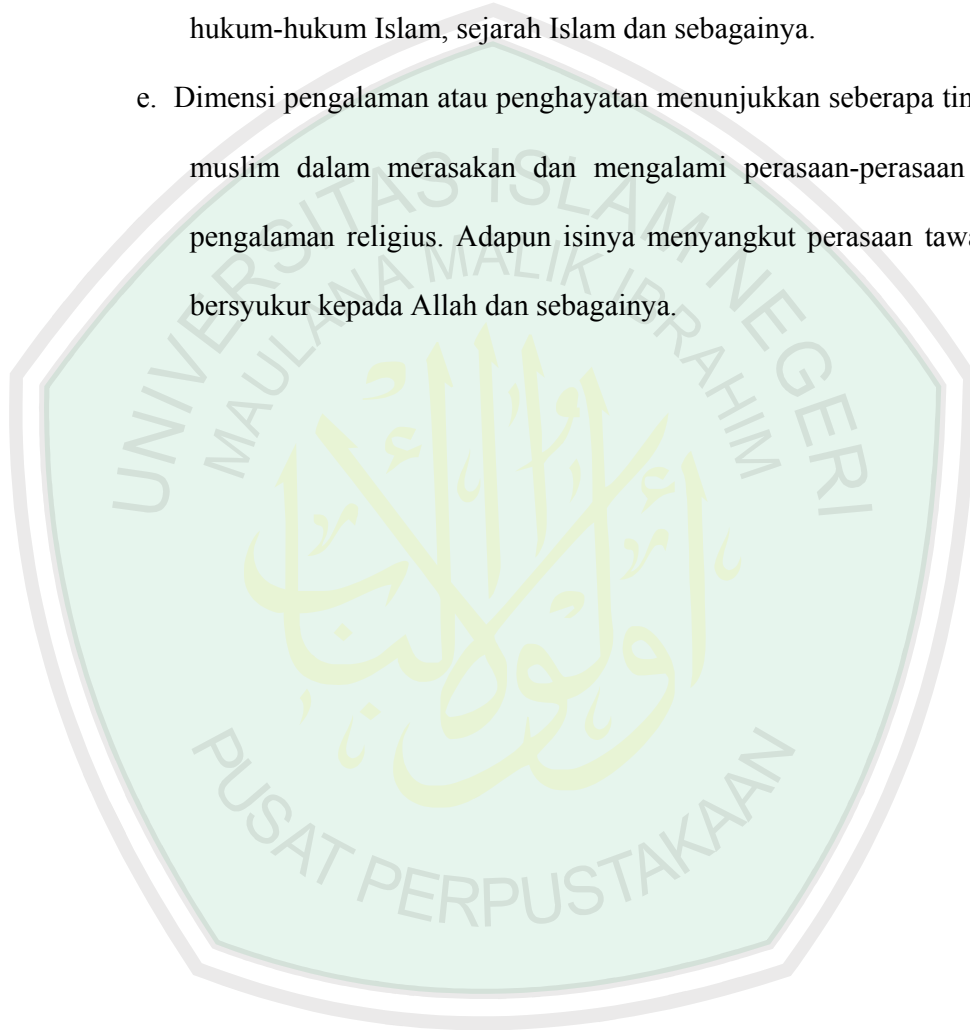 hukum-hukum Islam, sejarah Islam dan sebagainya.
e. Dimensi pengalaman atau penghayatan menunjukkan seberapa
muslim dalam merasakan dan mengalami perasaan-perasaan
pengalaman religius. Adapun isinya menyangkut perasaan
bersyukur kepada Allah dan sebagainya.
UNIVERSITAS ISLAM NEGERI
MAULANA MALIK IBRAHIM
أولوا الألباب
PUSAT PERPUSTAKAAN